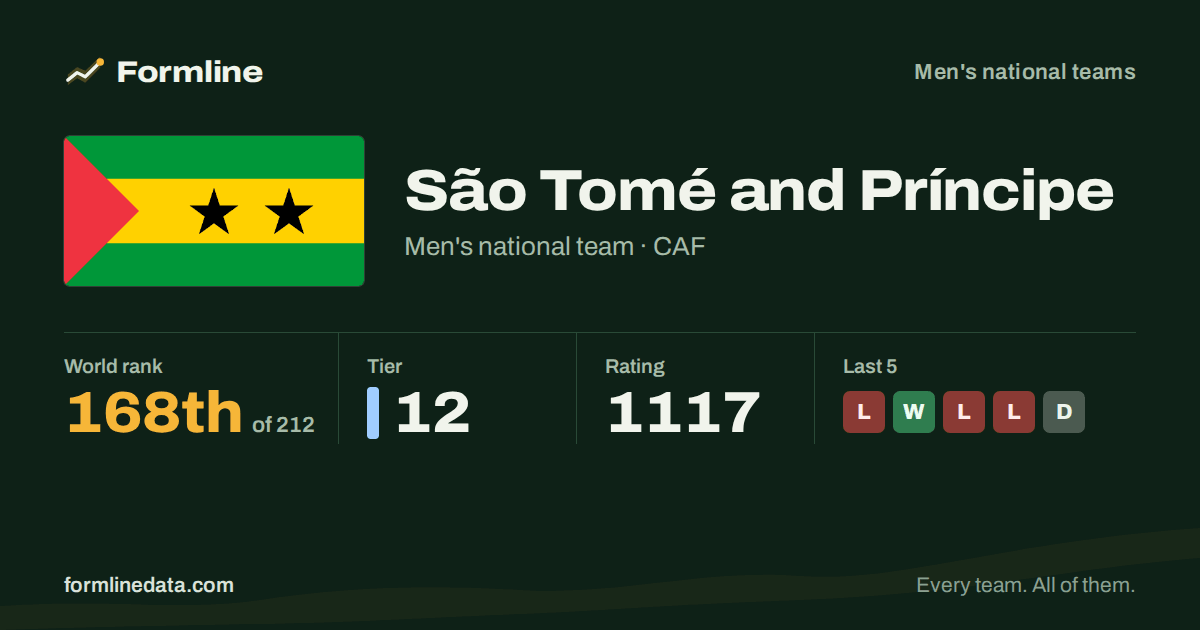 Formline
Men's national teams
São Tomé and Príncipe
Men's national team · CAF
World rank
168th of 212
Tier
12
Rating
1117
Last 5
L W L L D
formlinedata.com
Every team. All of them.